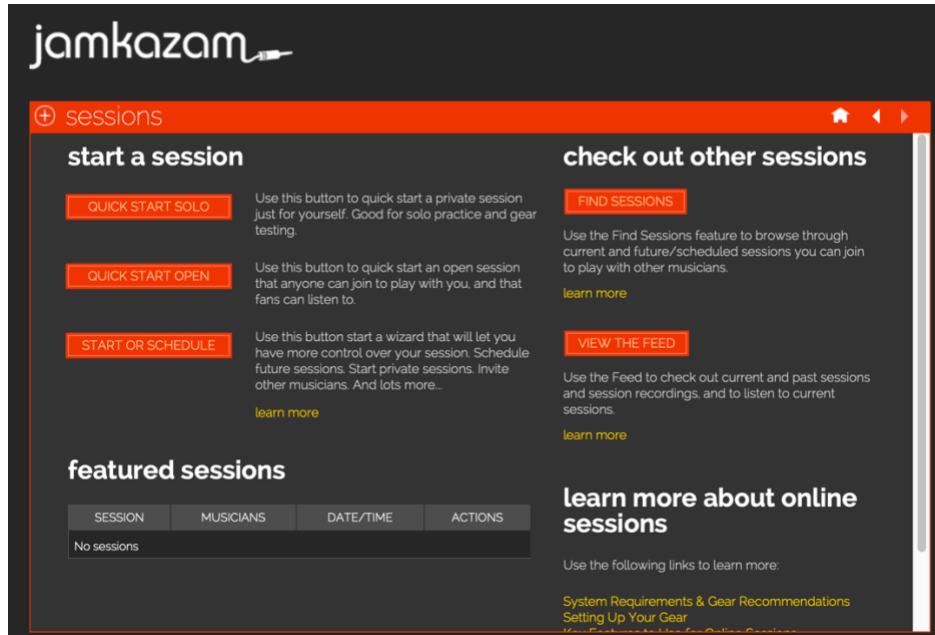 jamkazam
sessions
start a session
QUICK START SOLO
Use this button to quick start a private session
just for yourself. Good for solo practice and gear
testing.
QUICK START OPEN
Use this button to quick start an open session
that anyone can join to play with you, and that
fans can listen to.
START OR SCHEDULE
Use this button start a wizard that will let you
have more control over your session. Schedule
future sessions. Start private sessions. Invite
other musicians. And lots more...
learn more
featured sessions
SESSION MUSICIANS DATE/TIME ACTIONS
No sessions
check out other sessions
FIND SESSIONS
Use the Find Sessions feature to browse through
current and future/scheduled sessions you can join
to play with other musicians.
learn more
VIEW THE FEED
Use the Feed to check out current and past sessions
and session recordings, and to listen to current
sessions.
learn more
learn more about online
sessions
Use the following links to learn more:
System Requirements & Gear Recommendations
Setting Up Your Gear
Key Features to Use for Online Sessions